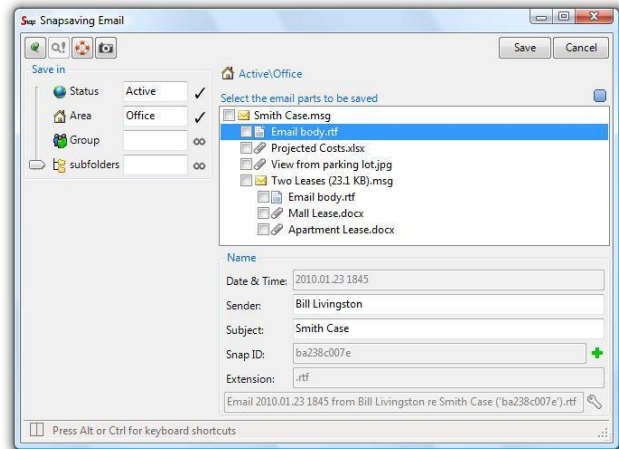 Snap Snapsaving Email
Save Cancel
Save in
Status Active
Area Office
Group
subfolders
Active\Office
Select the email parts to be saved
Smith Case.msg
Email body.rtf
Projected Costs.xlsx
View from parking lot.jpg
Two Leases (23.1 KB).msg
Email body.rtf
Mall Lease.docx
Apartment Lease.docx
Name
Date & Time: 2010.01.23 1845
Sender: Bill Livingston
Subject: Smith Case
Snap ID: ba238c007e
Extension: .rtf
Email 2010.01.23 1845 from Bill Livingston re Smith Case ('ba238c007e').rtf
Press Alt or Ctrl for keyboard shortcuts